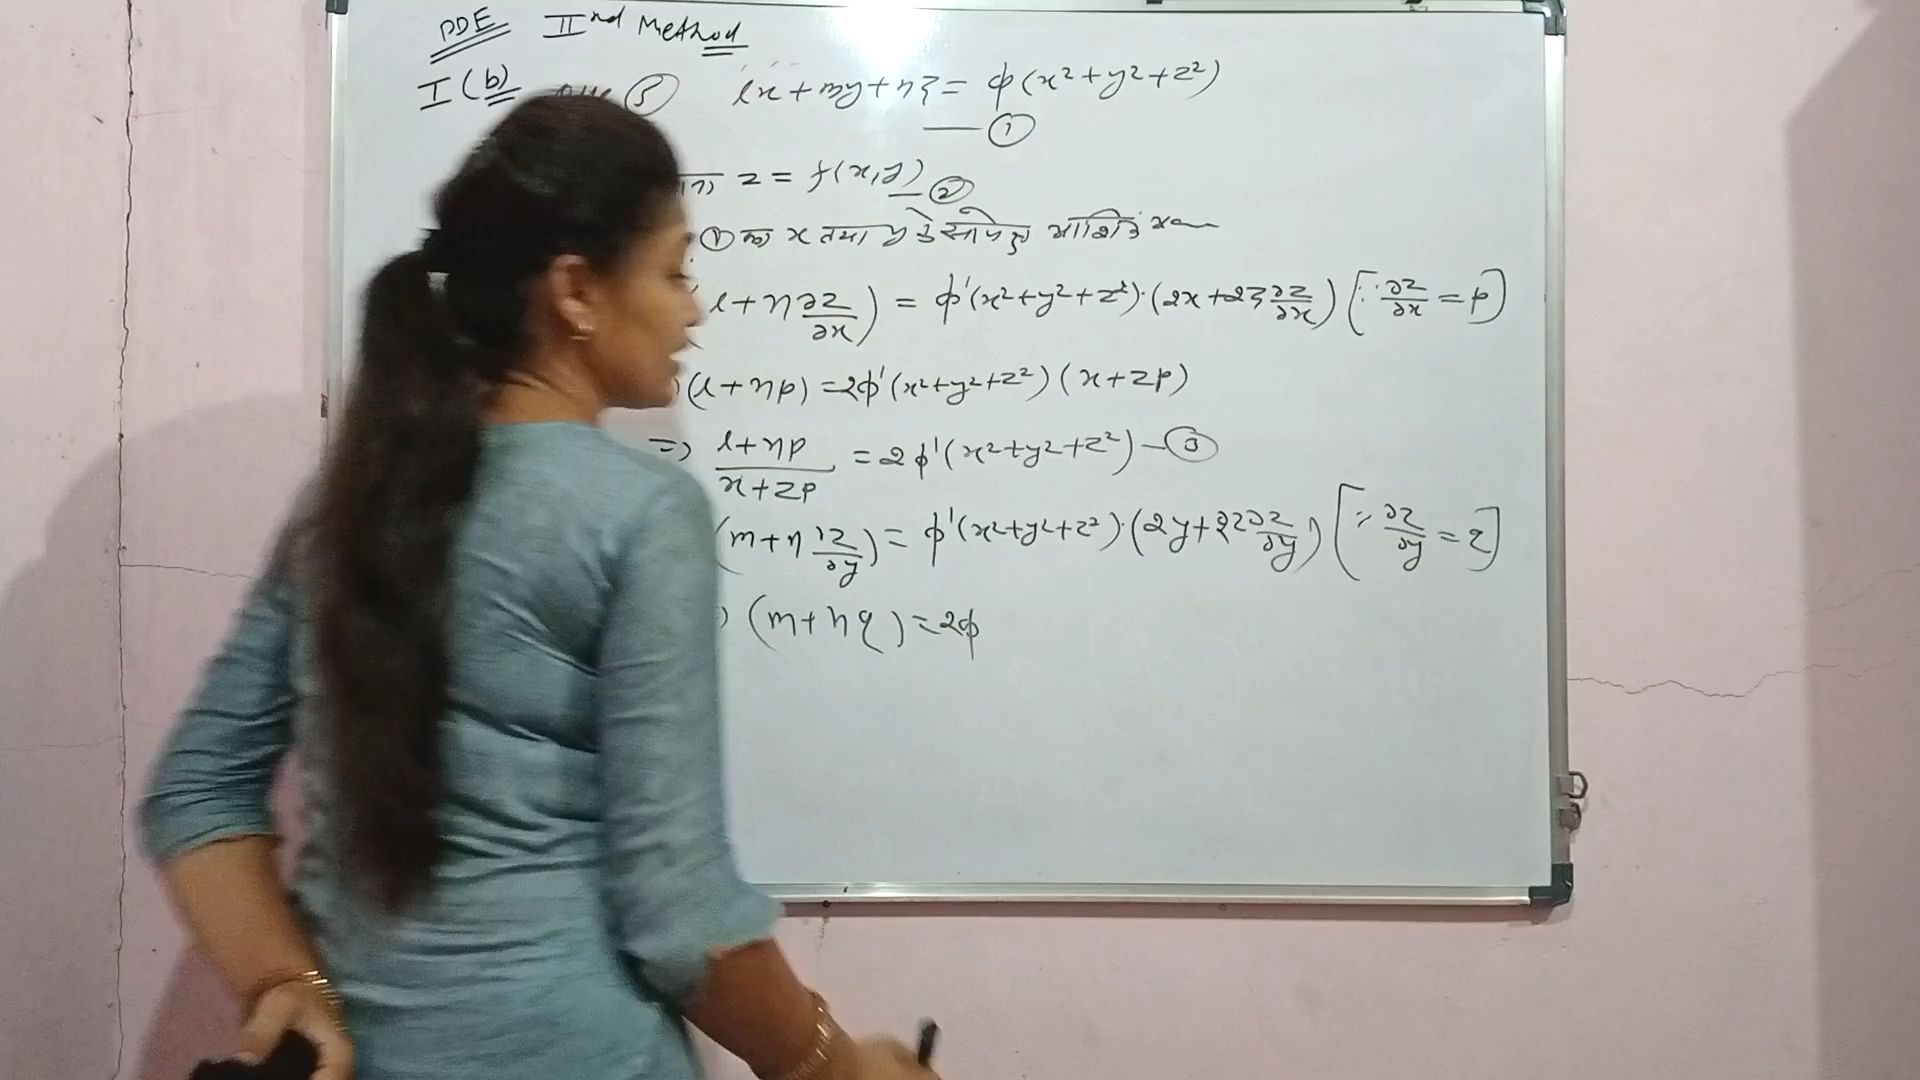 PDE IInd Method
I (b) 5 lx + my + nz = ϕ(x² + y² + z²)
— ①
z = f(x,y) — ②
① का x तथा y के सापेक्ष आंशिक
(l + n ∂z/∂x) = ϕ'(x² + y² + z²)·(2x + 2z ∂z/∂x) [∵ ∂z/∂x = p]
(l + np) = 2ϕ'(x² + y² + z²)(x + zp)
=> l + np / x + zp = 2ϕ'(x² + y² + z²) — ③
(m + n ∂z/∂y) = ϕ'(x² + y² + z²)·(2y + 2z ∂z/∂y) [∵ ∂z/∂y = q]
(m + nq) = 2ϕ